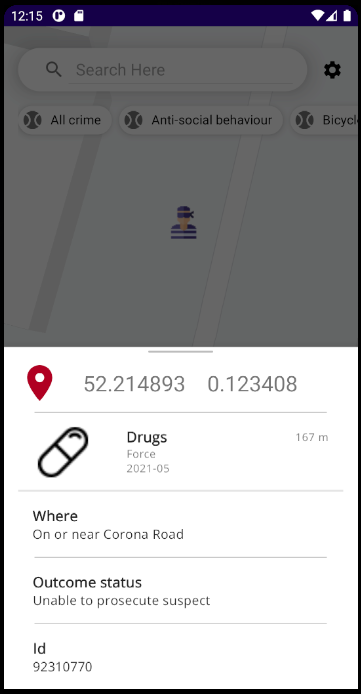 12:15
Search Here
All crime
Anti-social behaviour
Bicycl
52.214893 0.123408
Drugs
167 m
Force
2021-05
Where
On or near Corona Road
Outcome status
Unable to prosecute suspect
Id
92310770